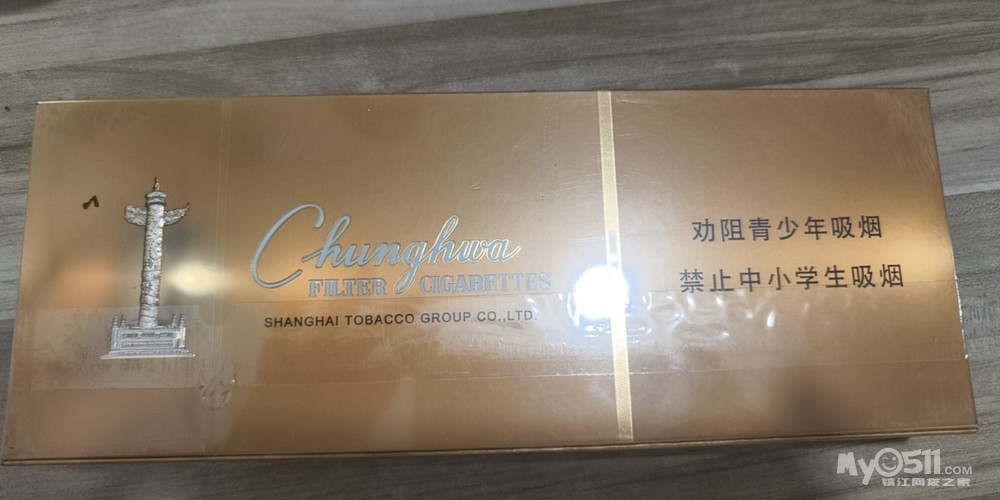 Chunghwa
FILTER CIGARETTES
SHANGHAI TOBACCO GROUP CO.,LTD.
劝阻青少年吸烟
禁止中小学生吸烟
My0511.COM
镇江网友之家